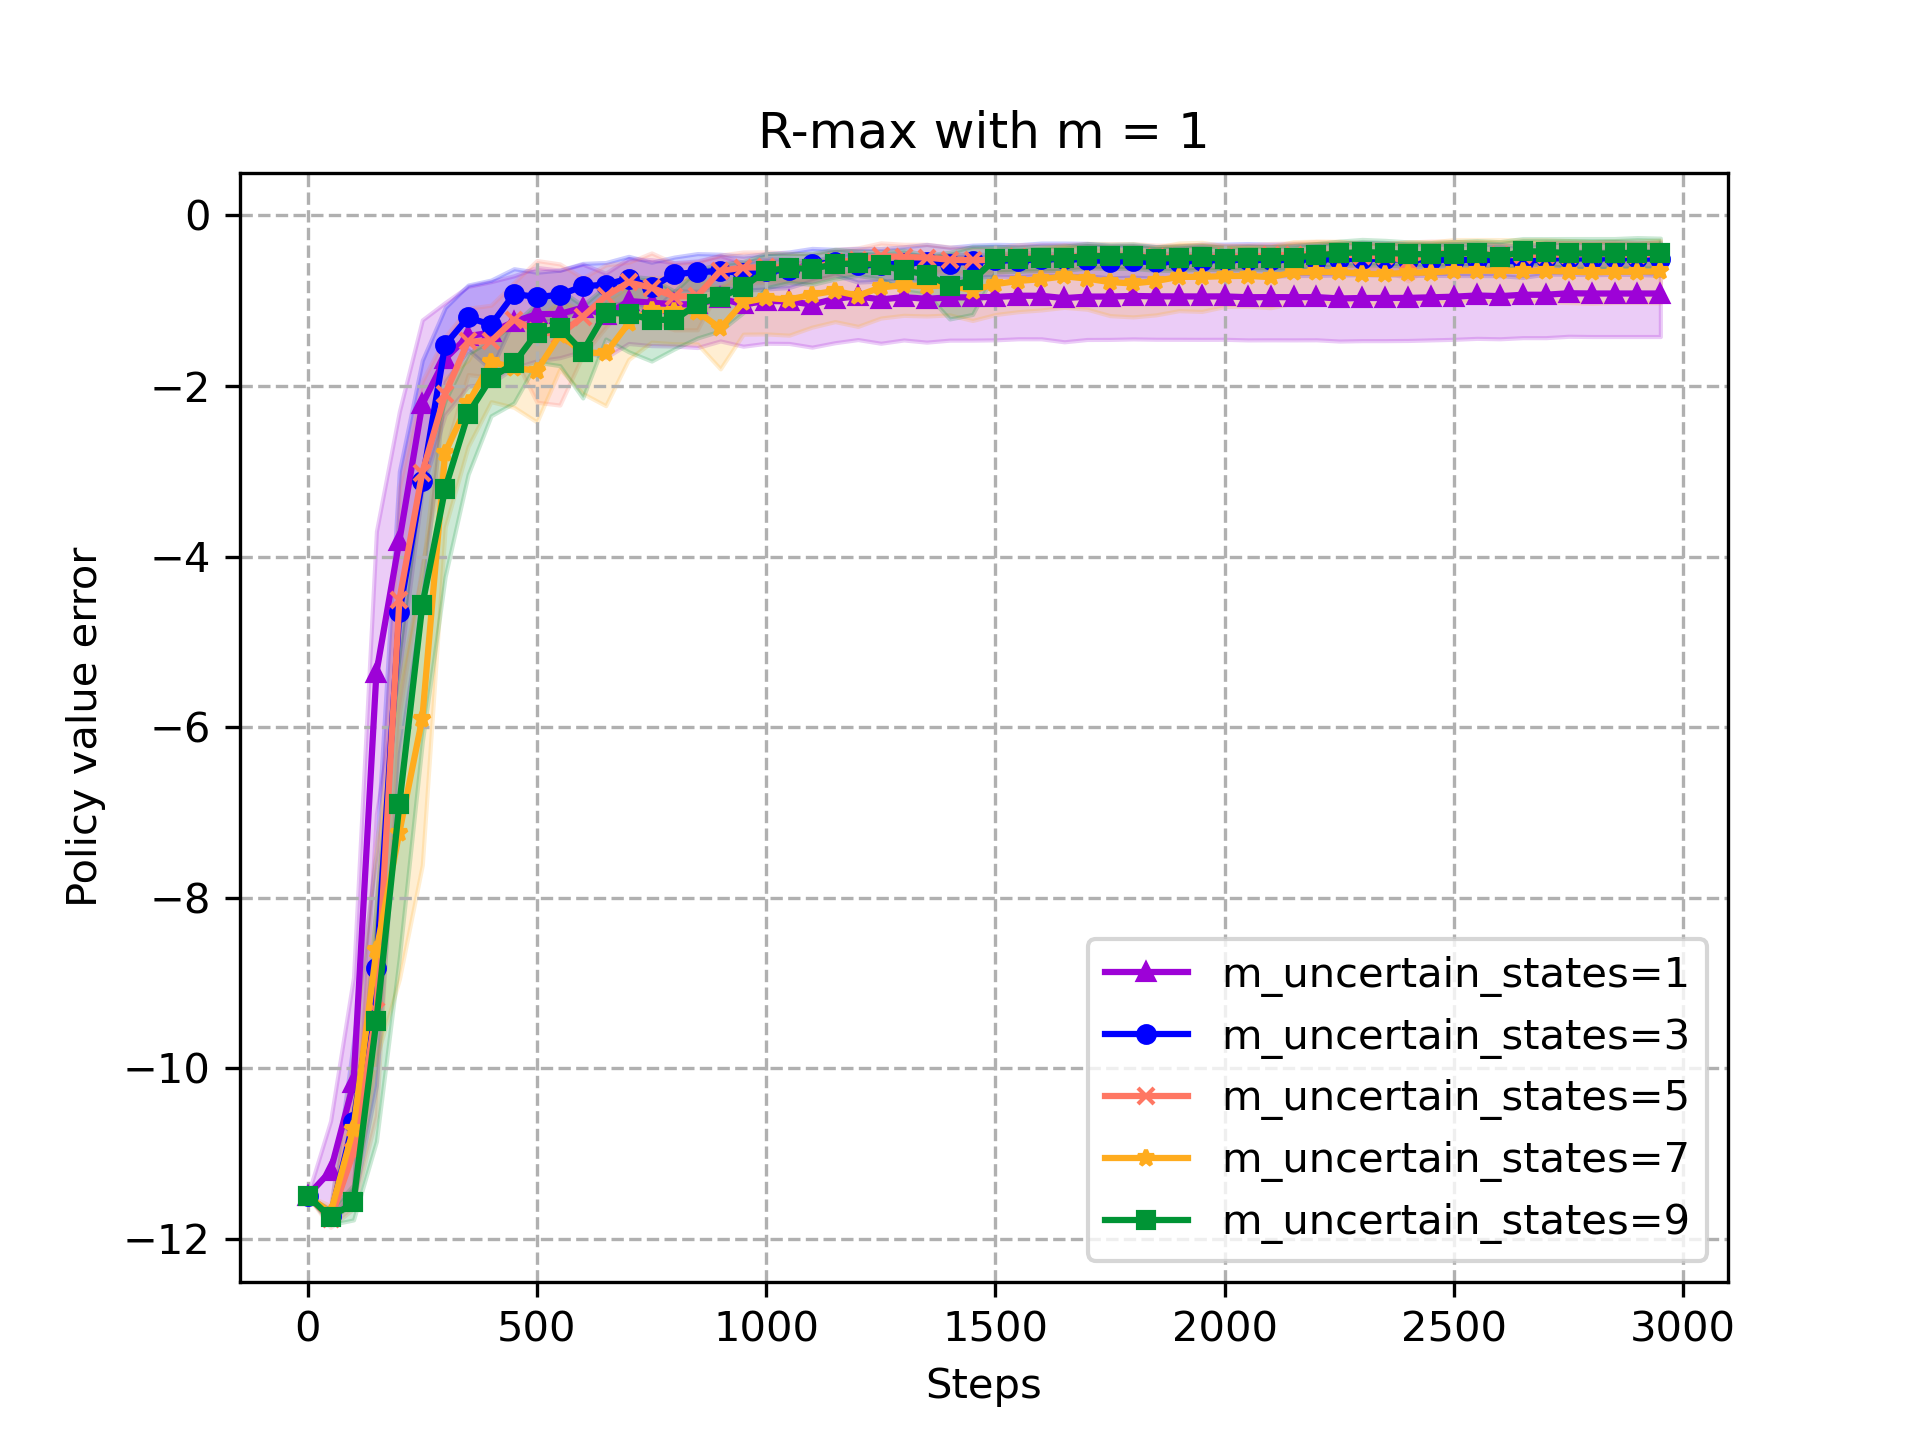 R-max with m = 1
Policy value error
0
−2
−4
−6
−8
−10
−12
m_uncertain_states=1
m_uncertain_states=3
m_uncertain_states=5
m_uncertain_states=7
m_uncertain_states=9
0 500 1000 1500 2000 2500 3000
Steps